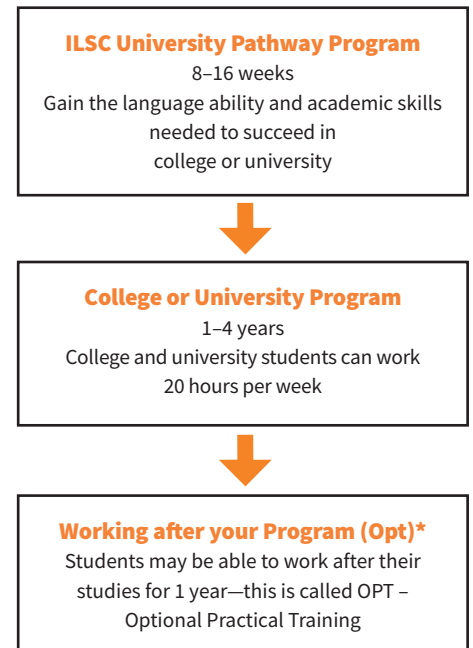 ILSC University Pathway Program
8–16 weeks
Gain the language ability and academic skills
needed to succeed in
college or university
College or University Program
1–4 years
College and university students can work
20 hours per week
Working after your Program (Opt)*
Students may be able to work after their
studies for 1 year—this is called OPT –
Optional Practical Training